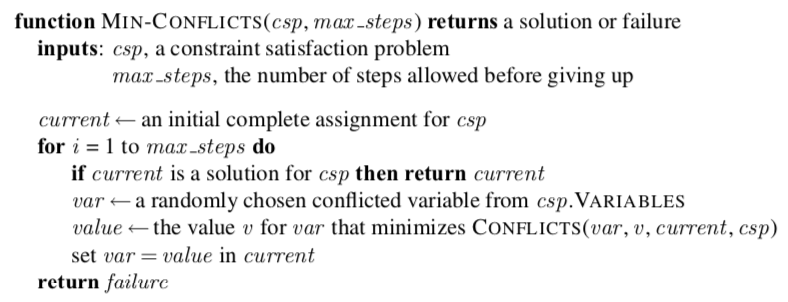 function MIN-CONFLICTS(csp, max_steps) returns a solution or failure
inputs: csp, a constraint satisfaction problem
max_steps, the number of steps allowed before giving up
current ← an initial complete assignment for csp
for i = 1 to max_steps do
if current is a solution for csp then return current
var ← a randomly chosen conflicted variable from csp.VARIABLES
value ← the value v for var that minimizes CONFLICTS(var, v, current, csp)
set var = value in current
return failure